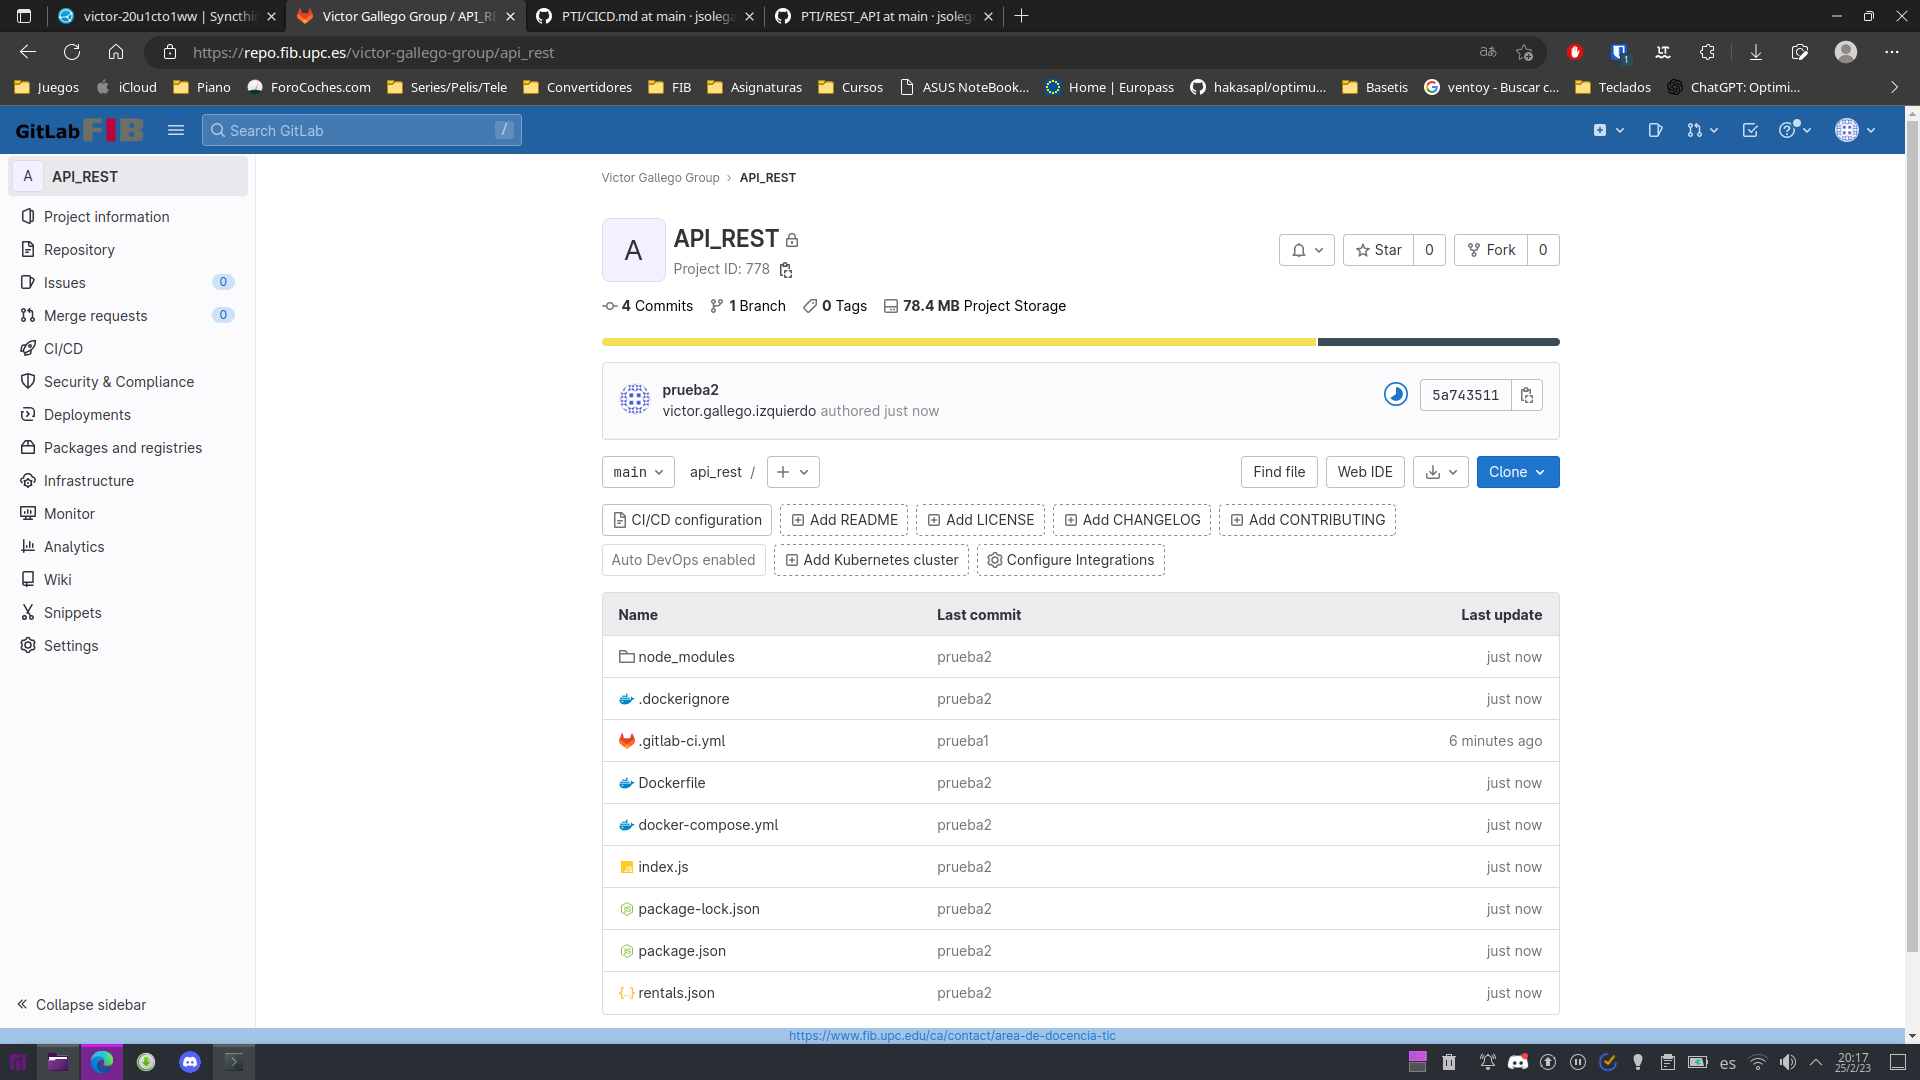 victor-20u1cto1ww | Syncthin
Victor Gallego Group / API_RE
PTI/CICD.md at main · jsolega
PTI/REST_API at main · jsolega
https://repo.fib.upc.es/victor-gallego-group/api_rest
1
Juegos
iCloud
Piano
ForoCoches.com
Series/Pelis/Tele
Convertidores
FIB
Asignaturas
Cursos
ASUS NoteBook...
Home | Europass
hakasapl/optimu...
Basetis
ventoy - Buscar c...
Teclados
ChatGPT: Optimi...
GitLab FIB
Search GitLab
/
A
API_REST
Project information
Repository
Issues
0
Merge requests
0
CI/CD
Security & Compliance
Deployments
Packages and registries
Infrastructure
Monitor
Analytics
Wiki
Snippets
Settings
Collapse sidebar
Victor Gallego Group › API_REST
A
API_REST
Project ID: 778
Star 0
Fork 0
4 Commits
1 Branch
0 Tags
78.4 MB Project Storage
prueba2
victor.gallego.izquierdo authored just now
5a743511
main
api_rest /
Find file
Web IDE
Clone
CI/CD configuration
Add README
Add LICENSE
Add CHANGELOG
Add CONTRIBUTING
Auto DevOps enabled
Add Kubernetes cluster
Configure Integrations
Name Last commit Last update
node_modules prueba2 just now
.dockerignore prueba2 just now
.gitlab-ci.yml prueba1 6 minutes ago
Dockerfile prueba2 just now
docker-compose.yml prueba2 just now
index.js prueba2 just now
package-lock.json prueba2 just now
package.json prueba2 just now
rentals.json prueba2 just now
https://www.fib.upc.edu/ca/contact/area-de-docencia-tic
es
20:17
25/2/23